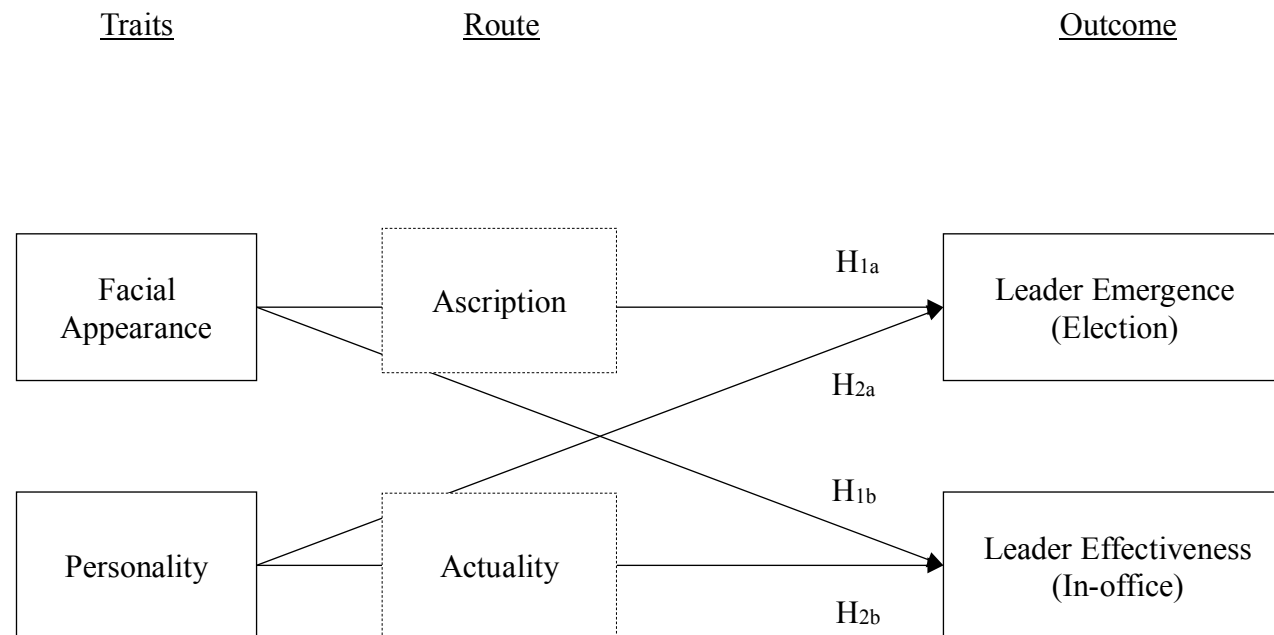 Traits
Route
Outcome
Facial
Appearance
Ascription
H1a
Leader Emergence
(Election)
H2a
Personality
Actuality
H1b
Leader Effectiveness
(In-office)
H2b